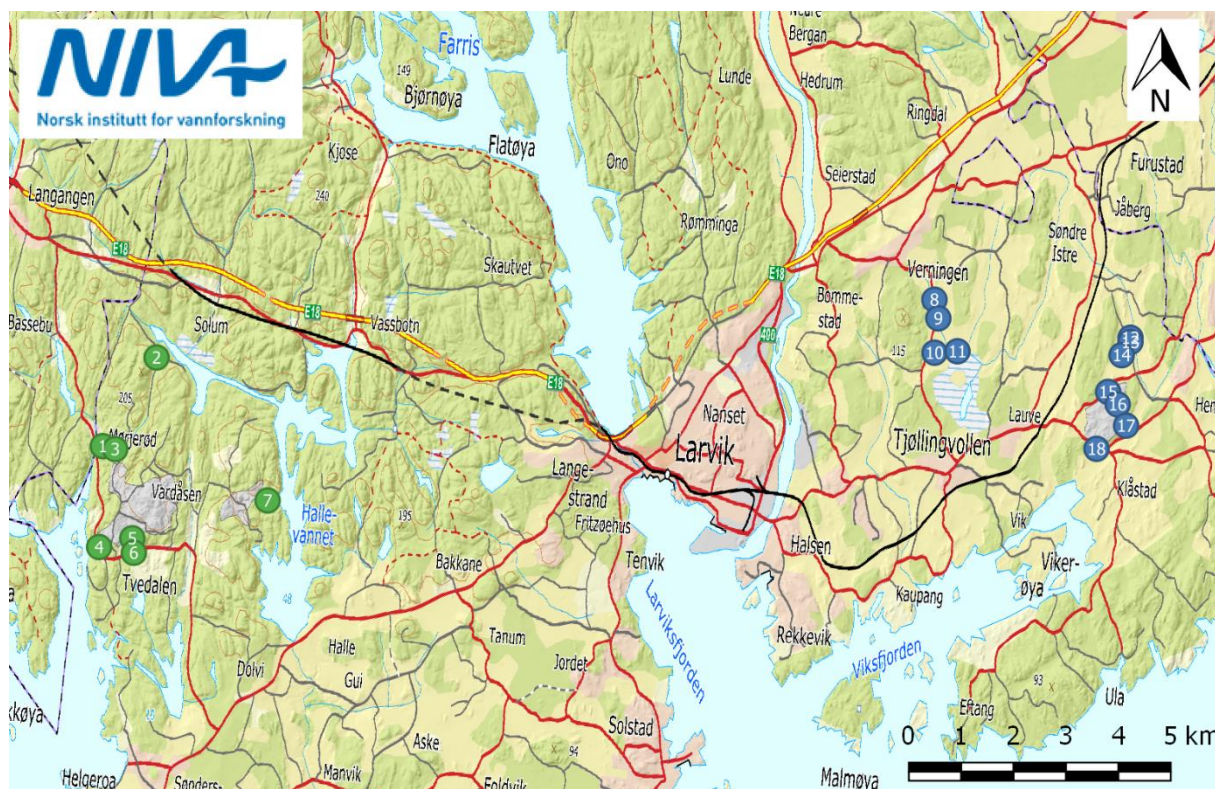 NIVA
Norsk institutt for vannforskning
Farris
149
Bjørnøya
Flatøya
Kjose
240
Langangen
E18
Skautvet
Ono
Lunde
Rømminga
Bergan
Hedrum
Ringdal
Seierstad
N
Furustad
Jåberg
Søndre
Istre
Verningen
Bassebu
Solum
E18
Vassbotn
E18
E18
400
Bomme-
stad
115
8
9
10
11
12
13
14
15
16
17
18
2
205
Mørjerød
1
3
Vardåsen
7
Halle-
vannet
195
4
5
6
Tvedalen
48
Nanset
Larvik
Lange-
strand
Fritzøehus
Tenvik
Bakkane
Halsen
Tjøllingvollen
Lauve
Klåstad
Vik
Viker-
øya
Kaupang
Rekkevik
Larviksfjorden
Viksfjorden
Halle
Gui
Dolvi
Tanum
Jordet
Solstad
Aske
94
Manvik
Helgeroa
93
Eftang
Ula
Malmøya
0 1 2 3 4 5 km